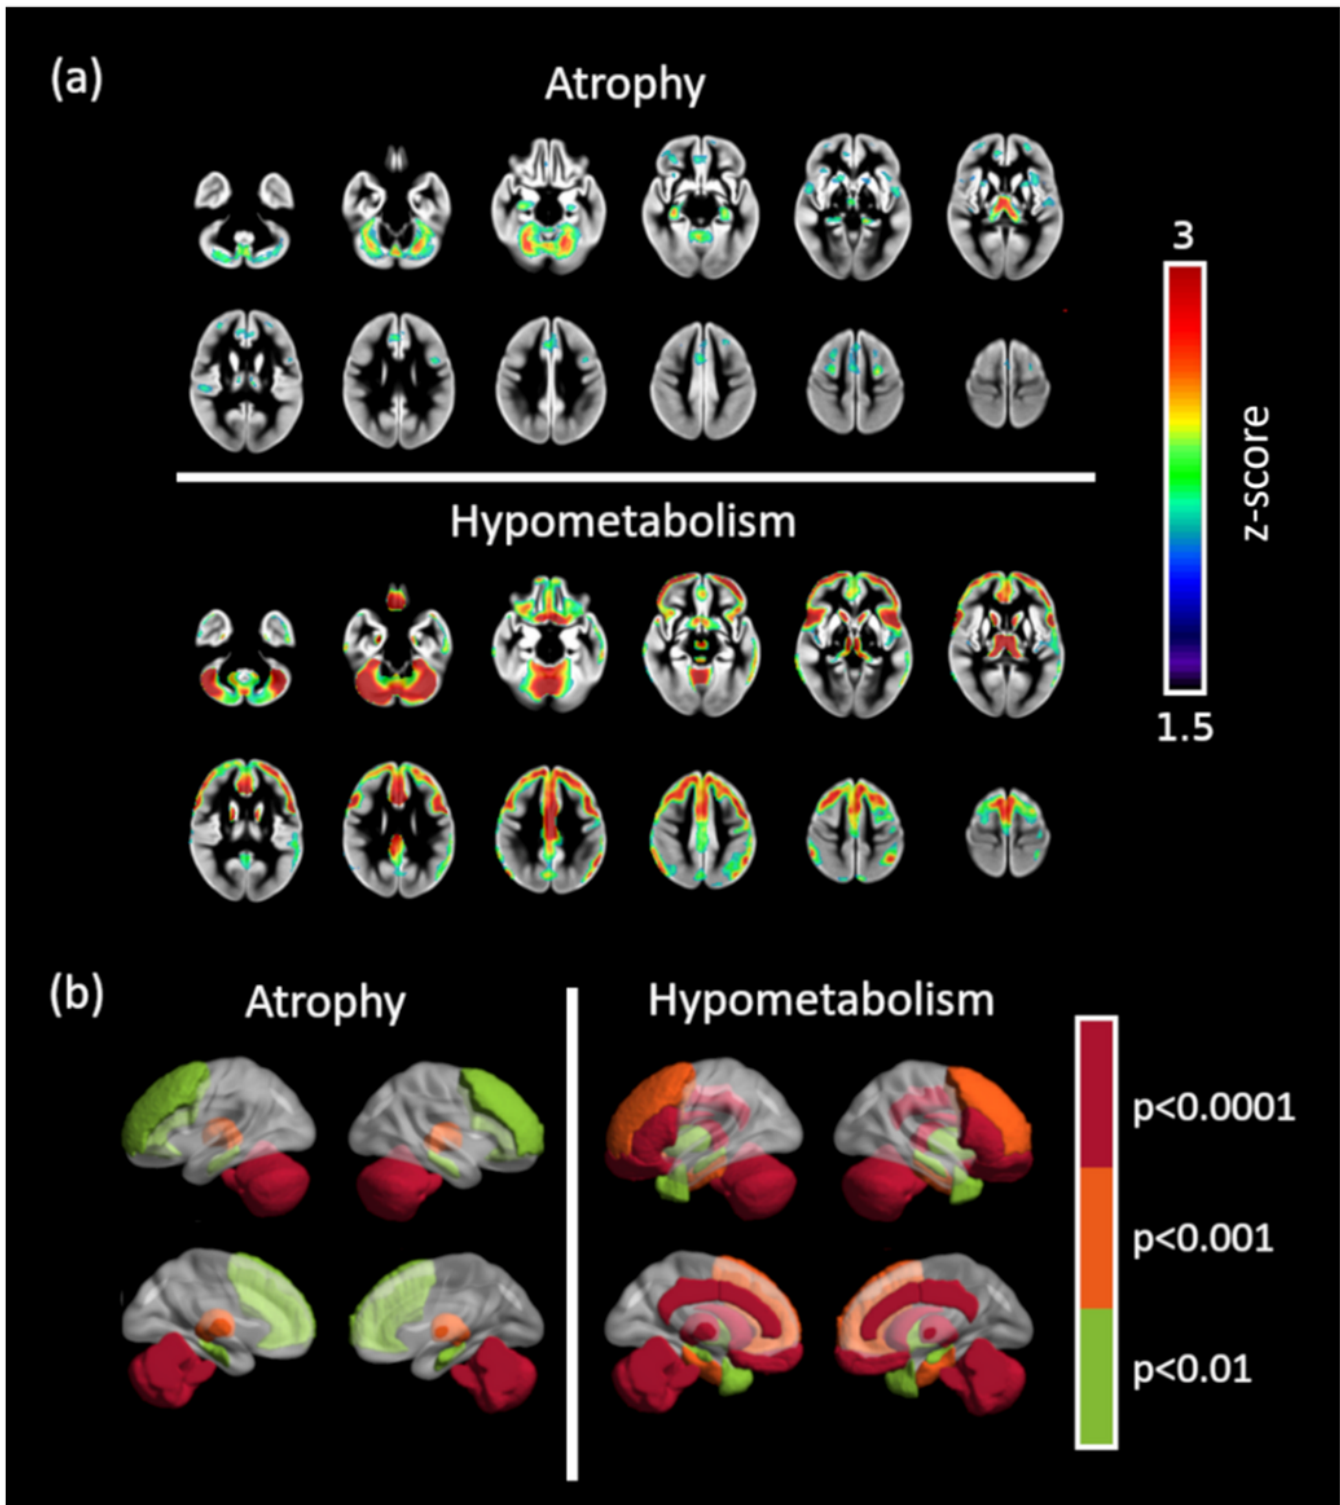 (a)
Atrophy
3
z-score
1.5
Hypometabolism
(b)
Atrophy
Hypometabolism
p<0.0001
p<0.001
p<0.01